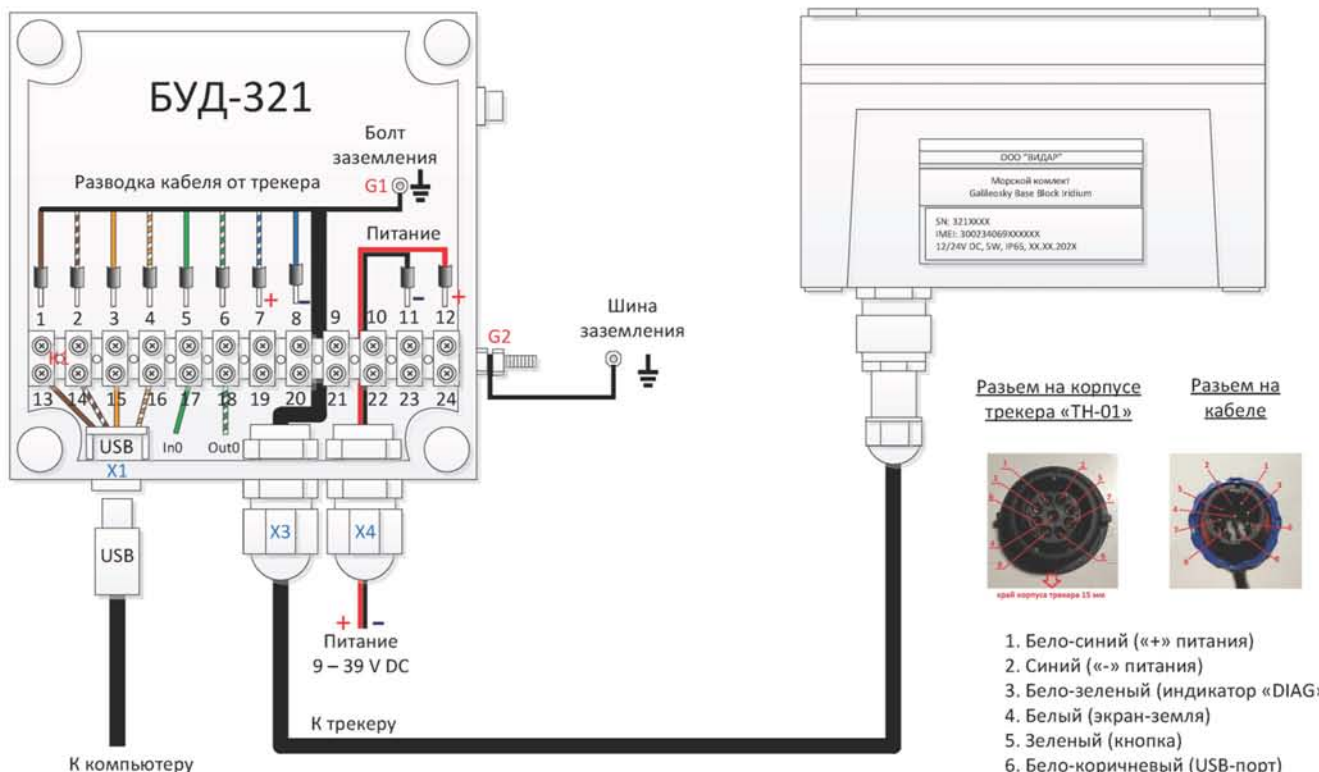 БУД-321
Болт
заземления
Разводка кабеля от трекера
G1
Питание
+
–
–
+
1 2 3 4 5 6 7 8 9 10 11 12
К1
13 14 15 16 17 18 19 20 21 22 23 24
G2
Шина
заземления
USB
In0
Out0
X1
X3
X4
USB
+ –
Питание
9 – 39 V DC
К трекеру
К компьютеру
ООО "ВИДАР"
Морской комлект
Galileosky Base Block Iridium
SN: 321XXXX
IMEI: 300234069XXXXXX
12/24V DC, 5W, IP65, XX.XX.202X
Разъем на корпусе
трекера «ТН-01»
Разъем на
кабеле
край корпуса трекера 15 мм
1. Бело-синий («+» питания)
2. Синий («-» питания)
3. Бело-зеленый (индикатор «DIAG»
4. Белый (экран-земля)
5. Зеленый (кнопка)
6. Бело-коричневый (USB-порт)